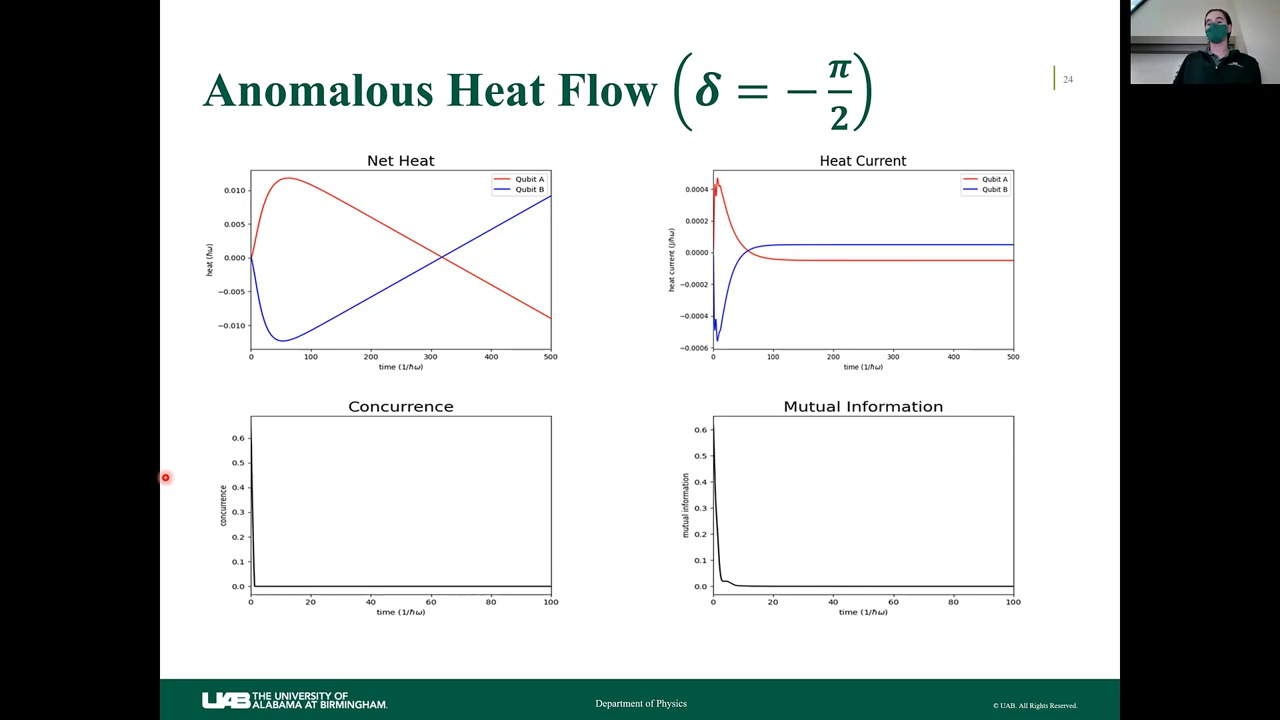 Anomalous Heat Flow (δ = −π/2)
24
Net Heat
Qubit A
Qubit B
0.010
0.005
0.000
−0.005
−0.010
heat (ℏω)
0 100 200 300 400 500
time (1/ℏω)
Heat Current
Qubit A
Qubit B
0.0004
0.0002
0.0000
−0.0002
−0.0004
−0.0006
0 100 200 300 400 500
time (1/ℏω)
Concurrence
0.6
0.5
0.4
0.3
0.2
0.1
0.0
concurrence
0 20 40 60 80 100
time (1/ℏω)
Mutual Information
0.6
0.5
0.4
0.3
0.2
0.1
0.0
mutual information
0 20 40 60 80 100
time (1/ℏω)
UAB THE UNIVERSITY OF
ALABAMA AT BIRMINGHAM.
Department of Physics
© UAB. All Rights Reserved.